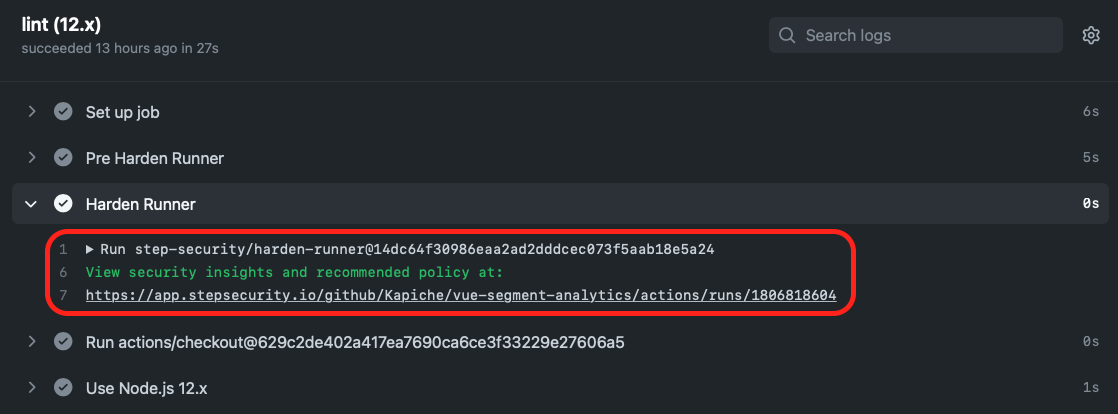 lint (12.x)
succeeded 13 hours ago in 27s
Search logs
Set up job 6s
Pre Harden Runner 5s
Harden Runner 0s
1 Run step-security/harden-runner@14dc64f30986eaa2ad2dddcec073f5aab18e5a24
6 View security insights and recommended policy at:
7 https://app.stepsecurity.io/github/Kapiche/vue-segment-analytics/actions/runs/1806818604
Run actions/checkout@629c2de402a417ea7690ca6ce3f33229e27606a5 0s
Use Node.js 12.x 1s